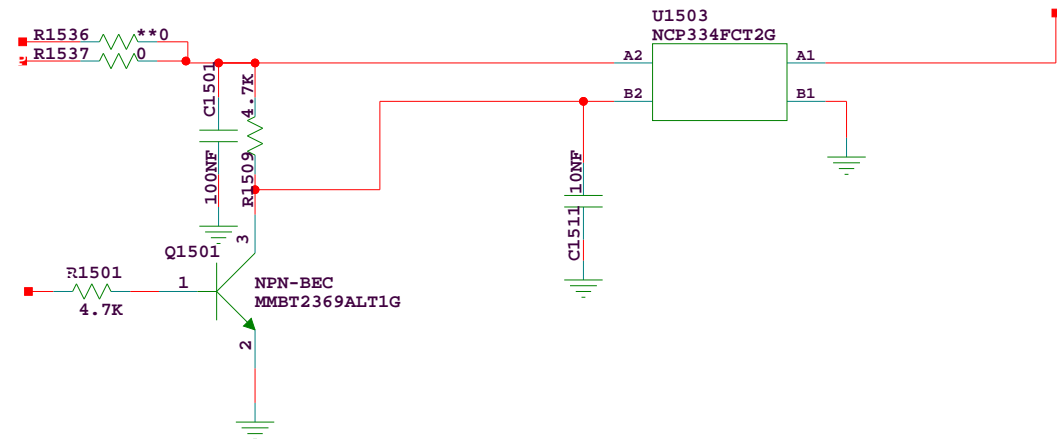 U1503
NCP334FCT2G
R1536 **0
R1537 0
A2 A1
B2 B1
C1501
100NF
4.7K
R1509
10NF
C1511
3
Q1501
R1501
1
4.7K
NPN-BEC
MMBT2369ALT1G
2